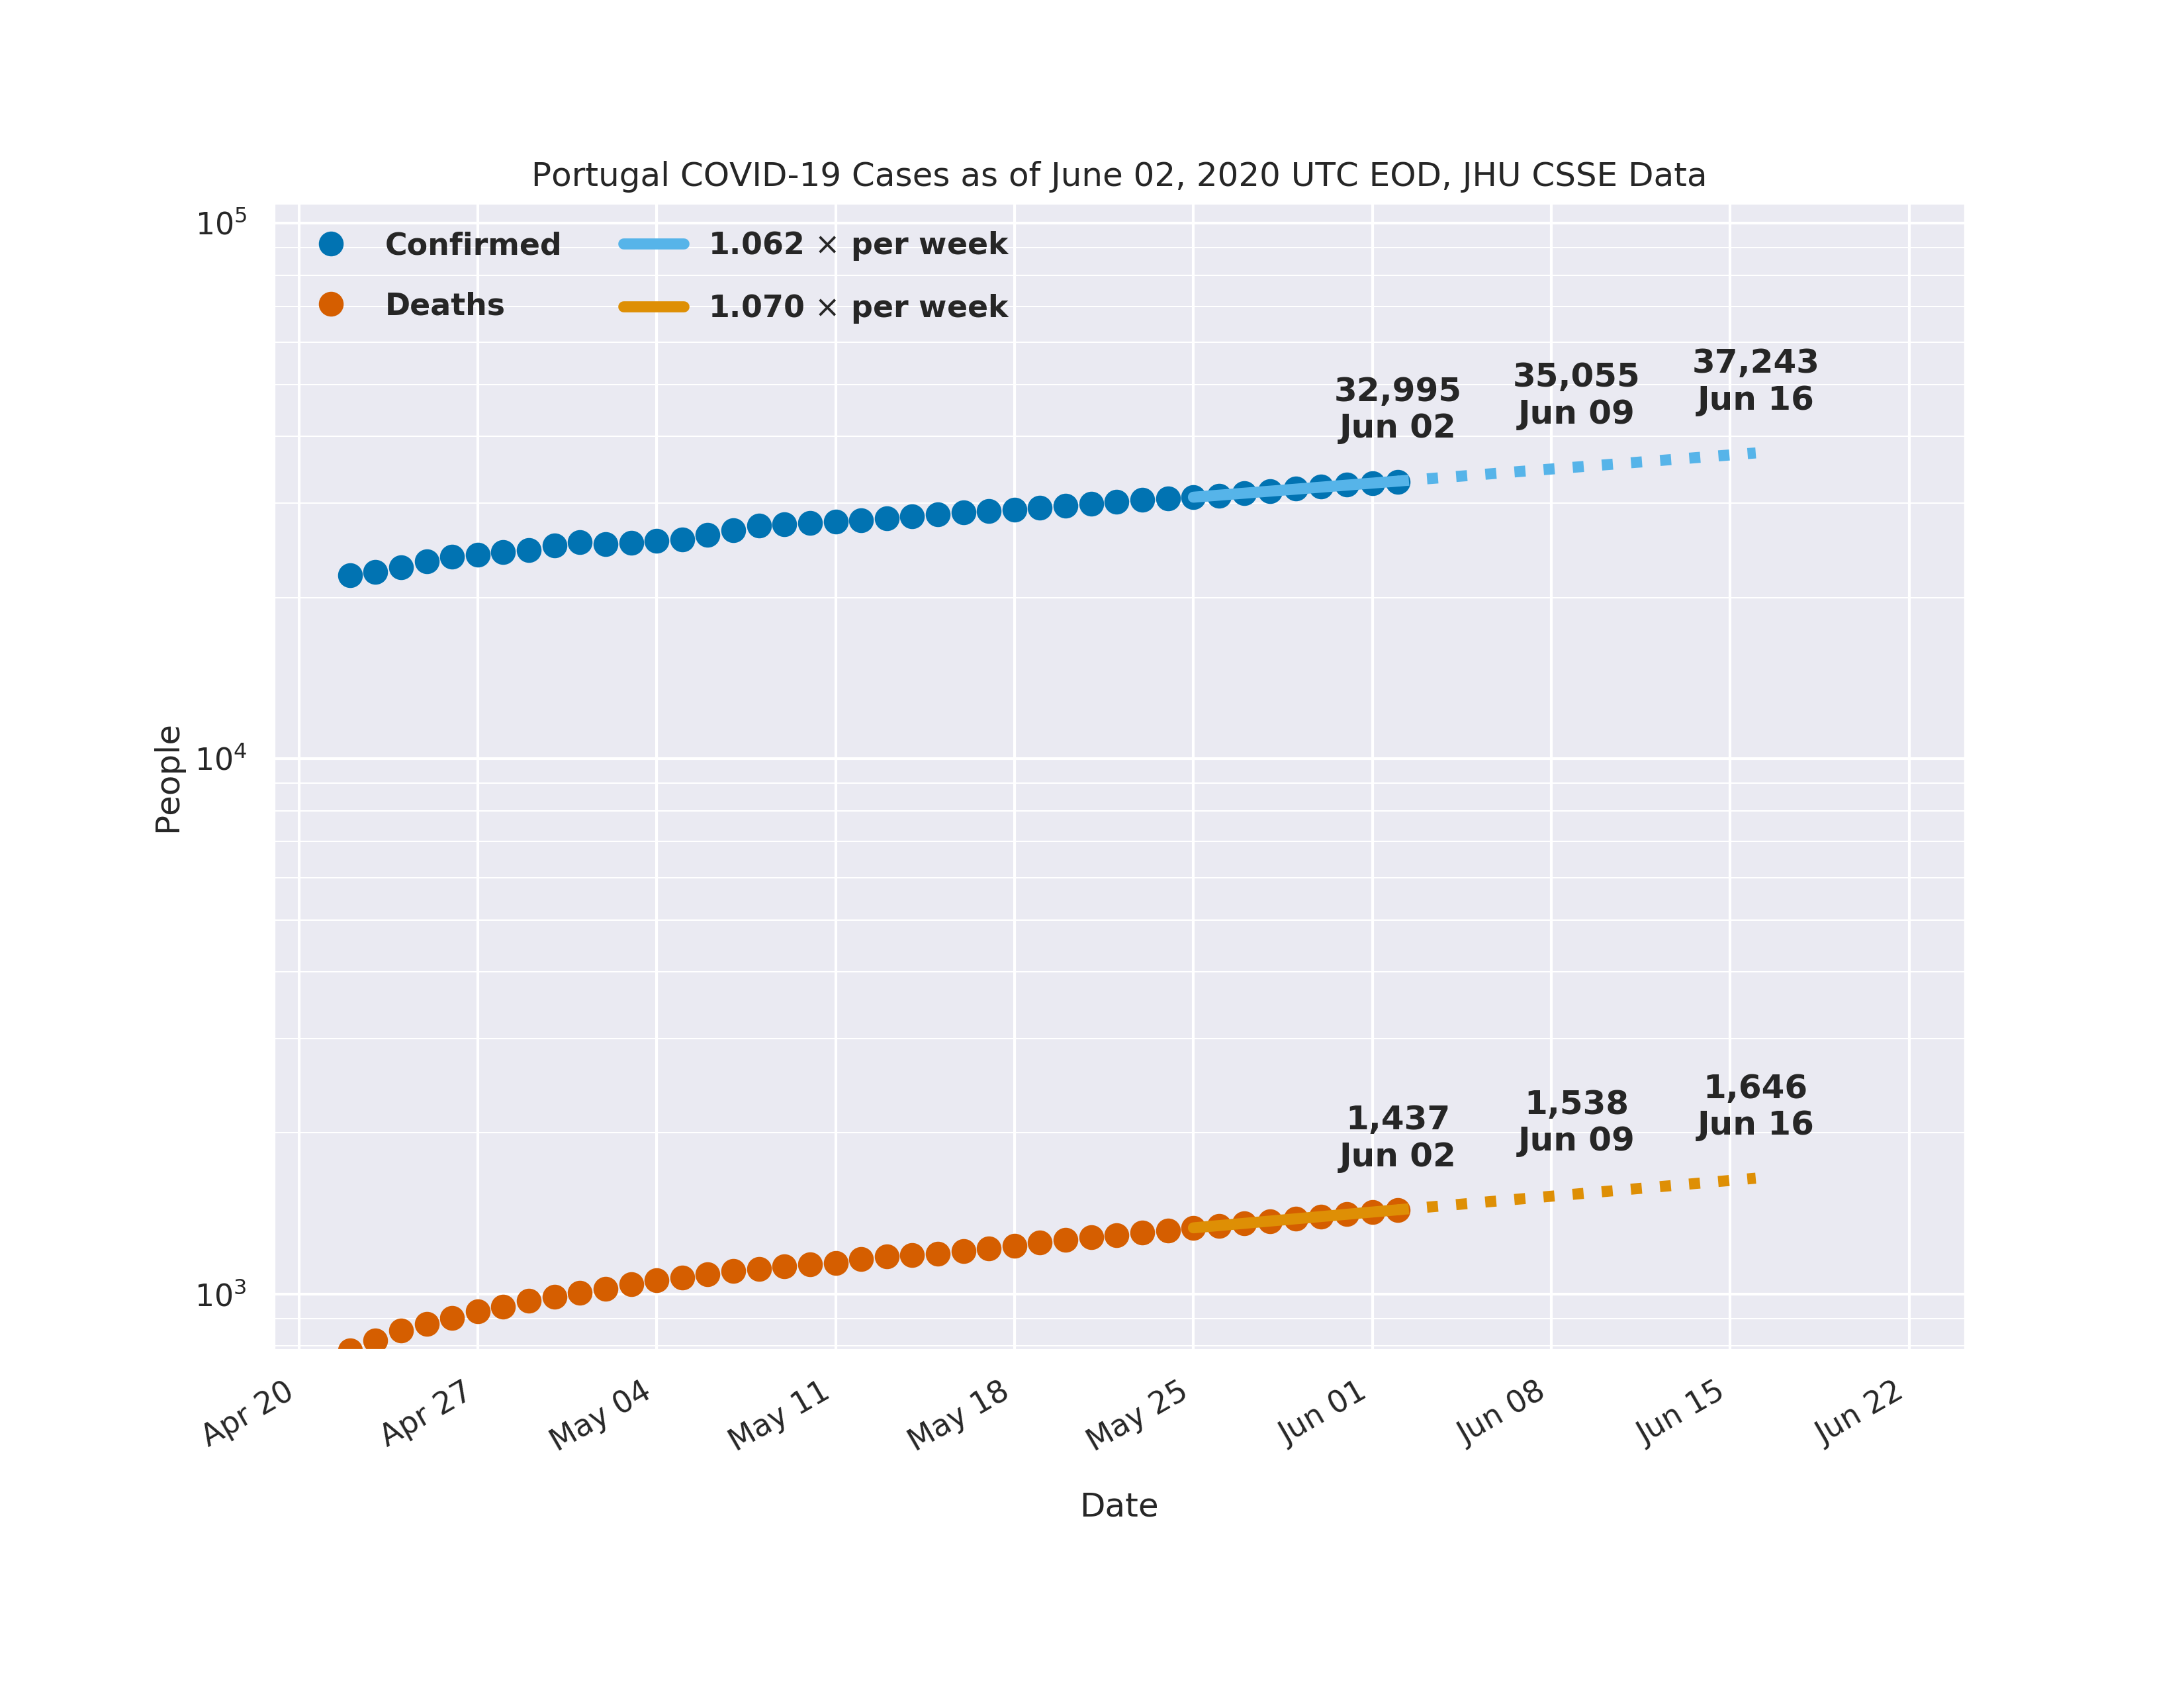 Portugal COVID-19 Cases as of June 02, 2020 UTC EOD, JHU CSSE Data
10⁵
Confirmed
1.062 × per week
Deaths
1.070 × per week
32,995
Jun 02
35,055
Jun 09
37,243
Jun 16
People
10⁴
1,437
Jun 02
1,538
Jun 09
1,646
Jun 16
10³
Apr 20
Apr 27
May 04
May 11
May 18
May 25
Jun 01
Jun 08
Jun 15
Jun 22
Date